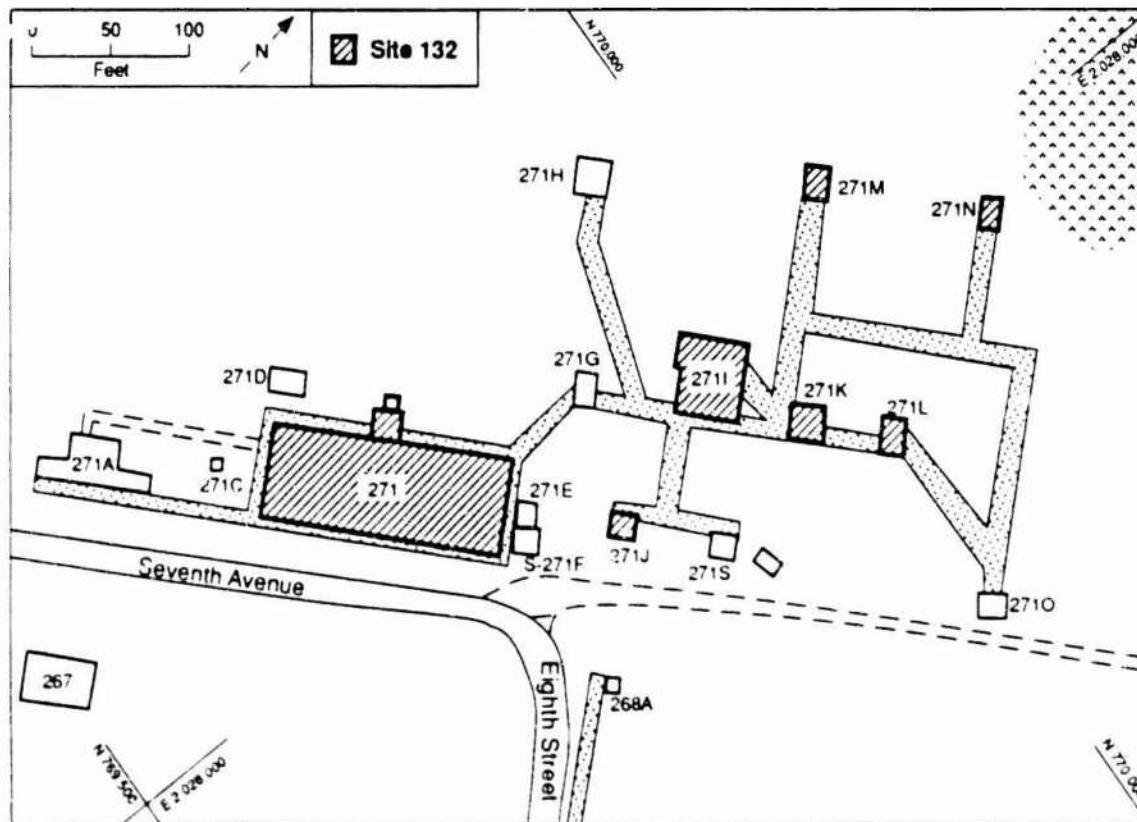 0 50 100
Feet
N
Site 132
N 770.000
E 2.028.000
271H
271M
271N
271G
271I
271D
271K
271L
271A
271C
271
271E
S-271F
271J
271S
271O
Seventh Avenue
Eighth Street
267
268A
N 769.500
E 2 028 000
N 770 000